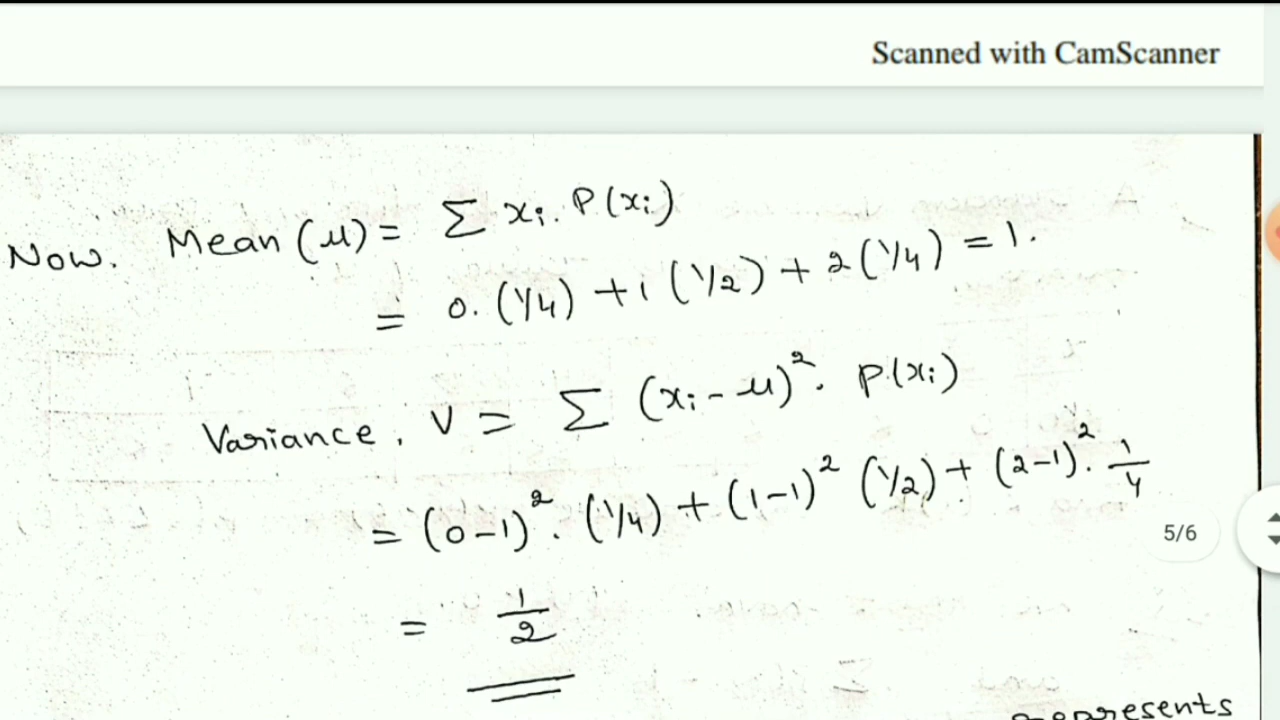 Scanned with CamScanner
Now. Mean (μ) = Σ xi. P(xi)
= 0. (1/4) + 1 (1/2) + 2 (1/4) = 1.
Variance, V = Σ (xi - μ)². P(xi)
= (0-1)². (1/4) + (1-1)² (1/2) + (2-1)². 1/4
5/6
= 1/2
represents